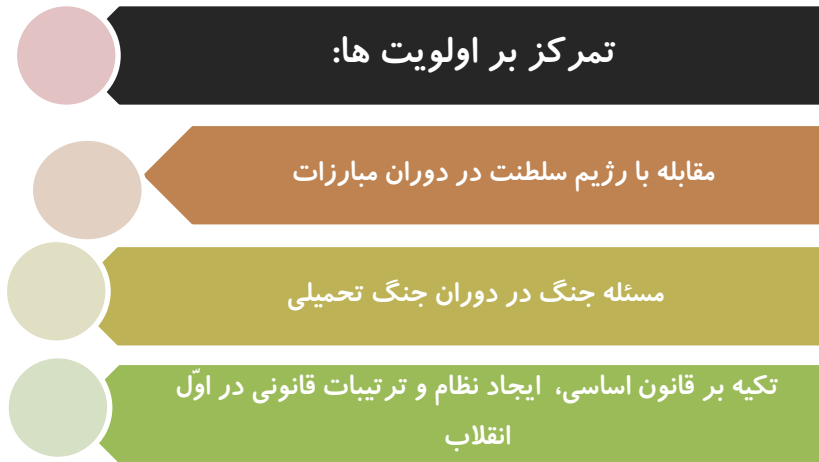 تمرکز بر اولویت ها:
مقابله با رژیم سلطنت در دوران مبارزات
مسئله جنگ در دوران جنگ تحمیلی
تکیه بر قانون اساسی، ایجاد نظام و ترتیبات قانونی در اوّل
انقلاب